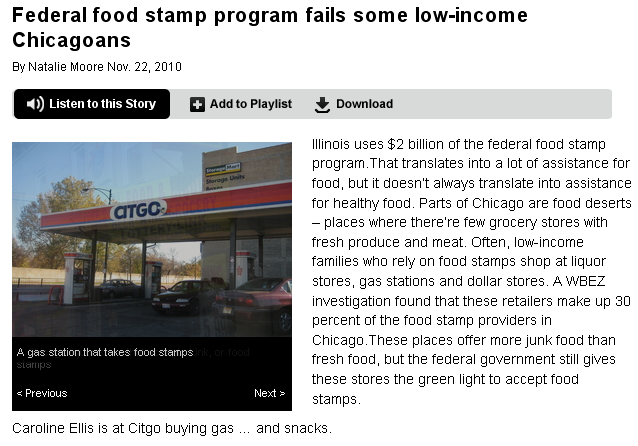 Federal food stamp program fails some low-income
Chicagoans
By Natalie Moore Nov. 22, 2010
Listen to this Story
Add to Playlist
Download
CITGO
Storage Mart
Storage Units
A gas station that takes food stamps
or food
stamps
< Previous
Next >
Illinois uses $2 billion of the federal food stamp
program.That translates into a lot of assistance for
food, but it doesn't always translate into assistance
for healthy food. Parts of Chicago are food deserts
– places where there're few grocery stores with
fresh produce and meat. Often, low-income
families who rely on food stamps shop at liquor
stores, gas stations and dollar stores. A WBEZ
investigation found that these retailers make up 30
percent of the food stamp providers in
Chicago.These places offer more junk food than
fresh food, but the federal government still gives
these stores the green light to accept food
stamps.
Caroline Ellis is at Citgo buying gas … and snacks.